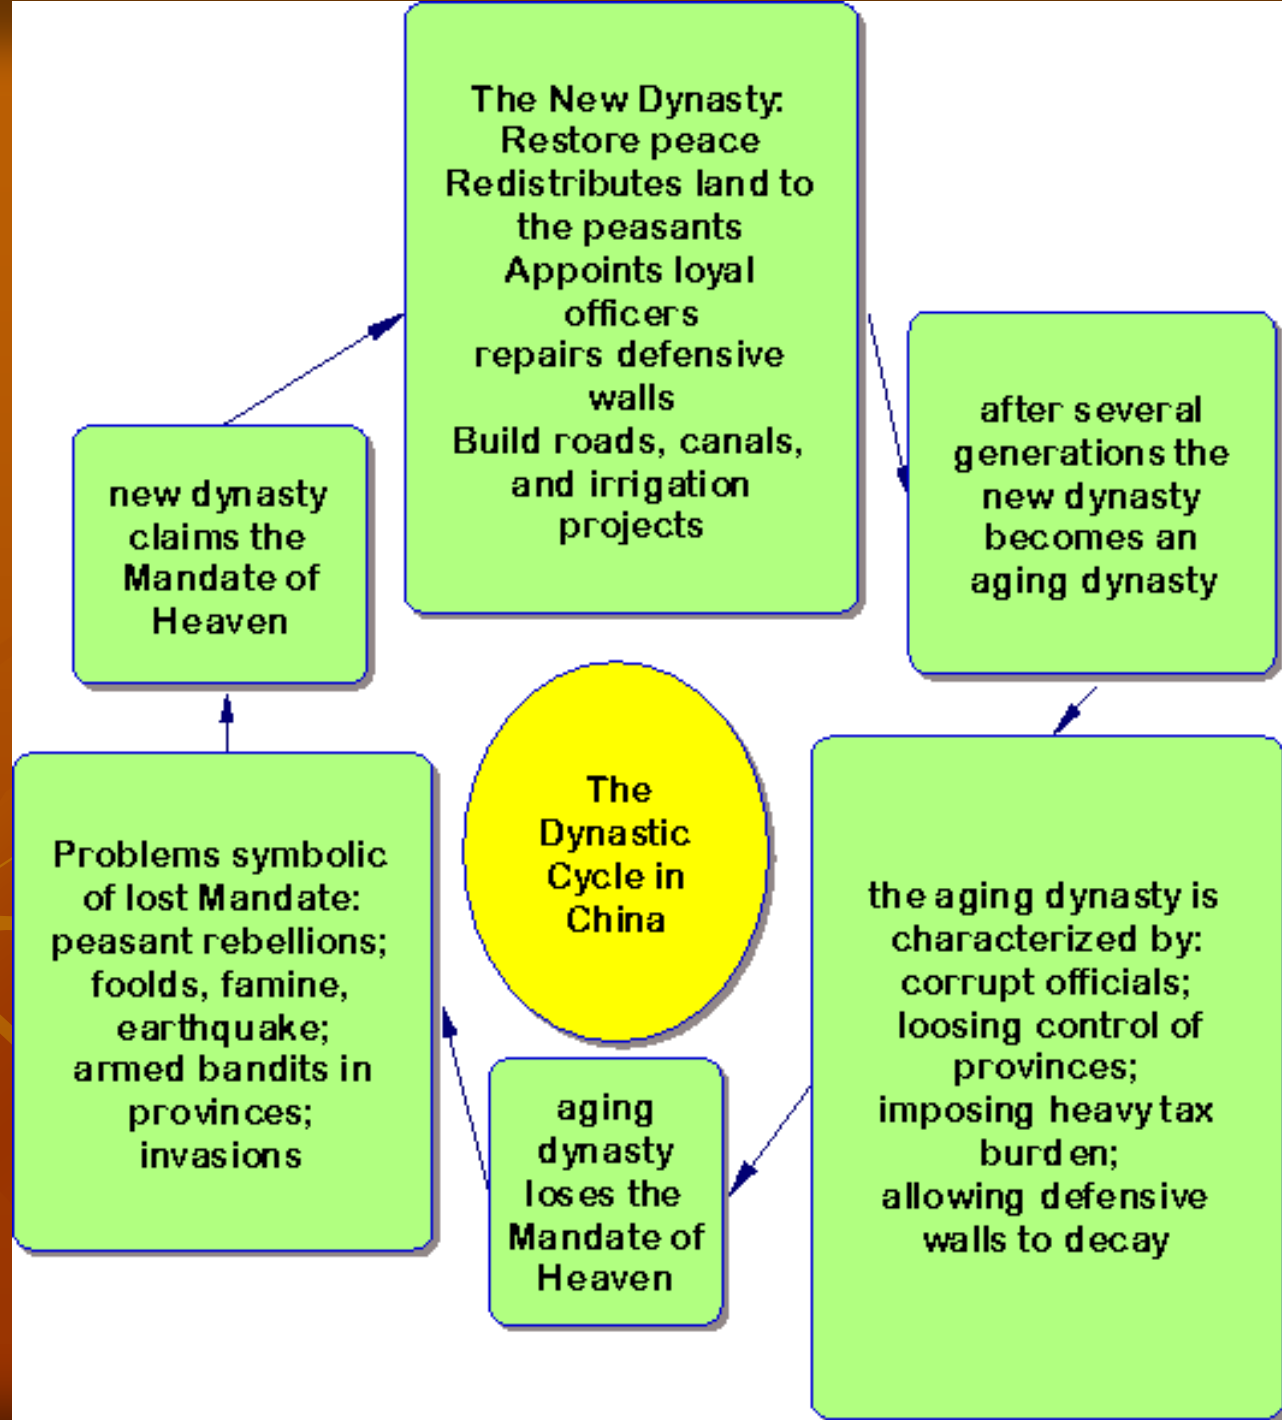 The New Dynasty:
Restore peace
Redistributes land to
the peasants
Appoints loyal
officers
repairs defensive
walls
Build roads, canals,
and irrigation
projects
after several
generations the
new dynasty
becomes an
aging dynasty
the aging dynasty is
characterized by:
corrupt officials;
loosing control of
provinces;
imposing heavy tax
burden;
allowing defensive
walls to decay
aging
dynasty
loses the
Mandate of
Heaven
Problems symbolic
of lost Mandate:
peasant rebellions;
foolds, famine,
earthquake;
armed bandits in
provinces;
invasions
new dynasty
claims the
Mandate of
Heaven
The
Dynastic
Cycle in
China